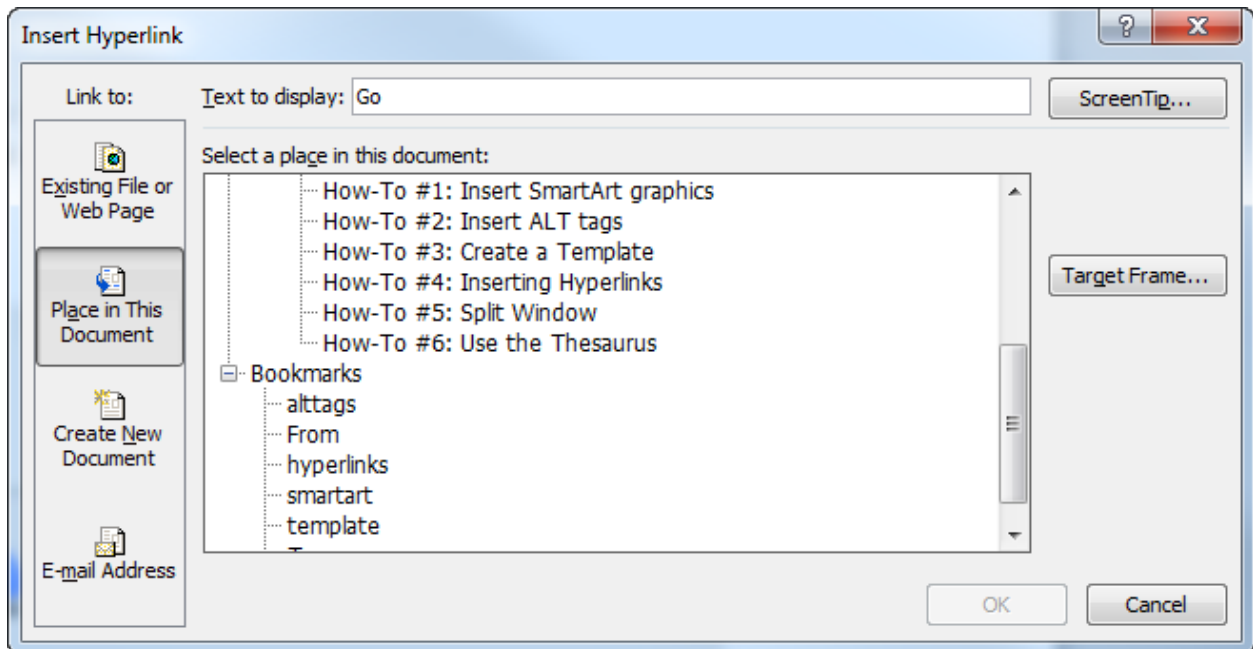 Insert Hyperlink
Link to:
Text to display: Go
ScreenTip...
Existing File or
Web Page
Place in This
Document
Create New
Document
E-mail Address
Select a place in this document:
How-To #1: Insert SmartArt graphics
How-To #2: Insert ALT tags
How-To #3: Create a Template
How-To #4: Inserting Hyperlinks
How-To #5: Split Window
How-To #6: Use the Thesaurus
Bookmarks
alttags
From
hyperlinks
smartart
template
Target Frame...
OK
Cancel